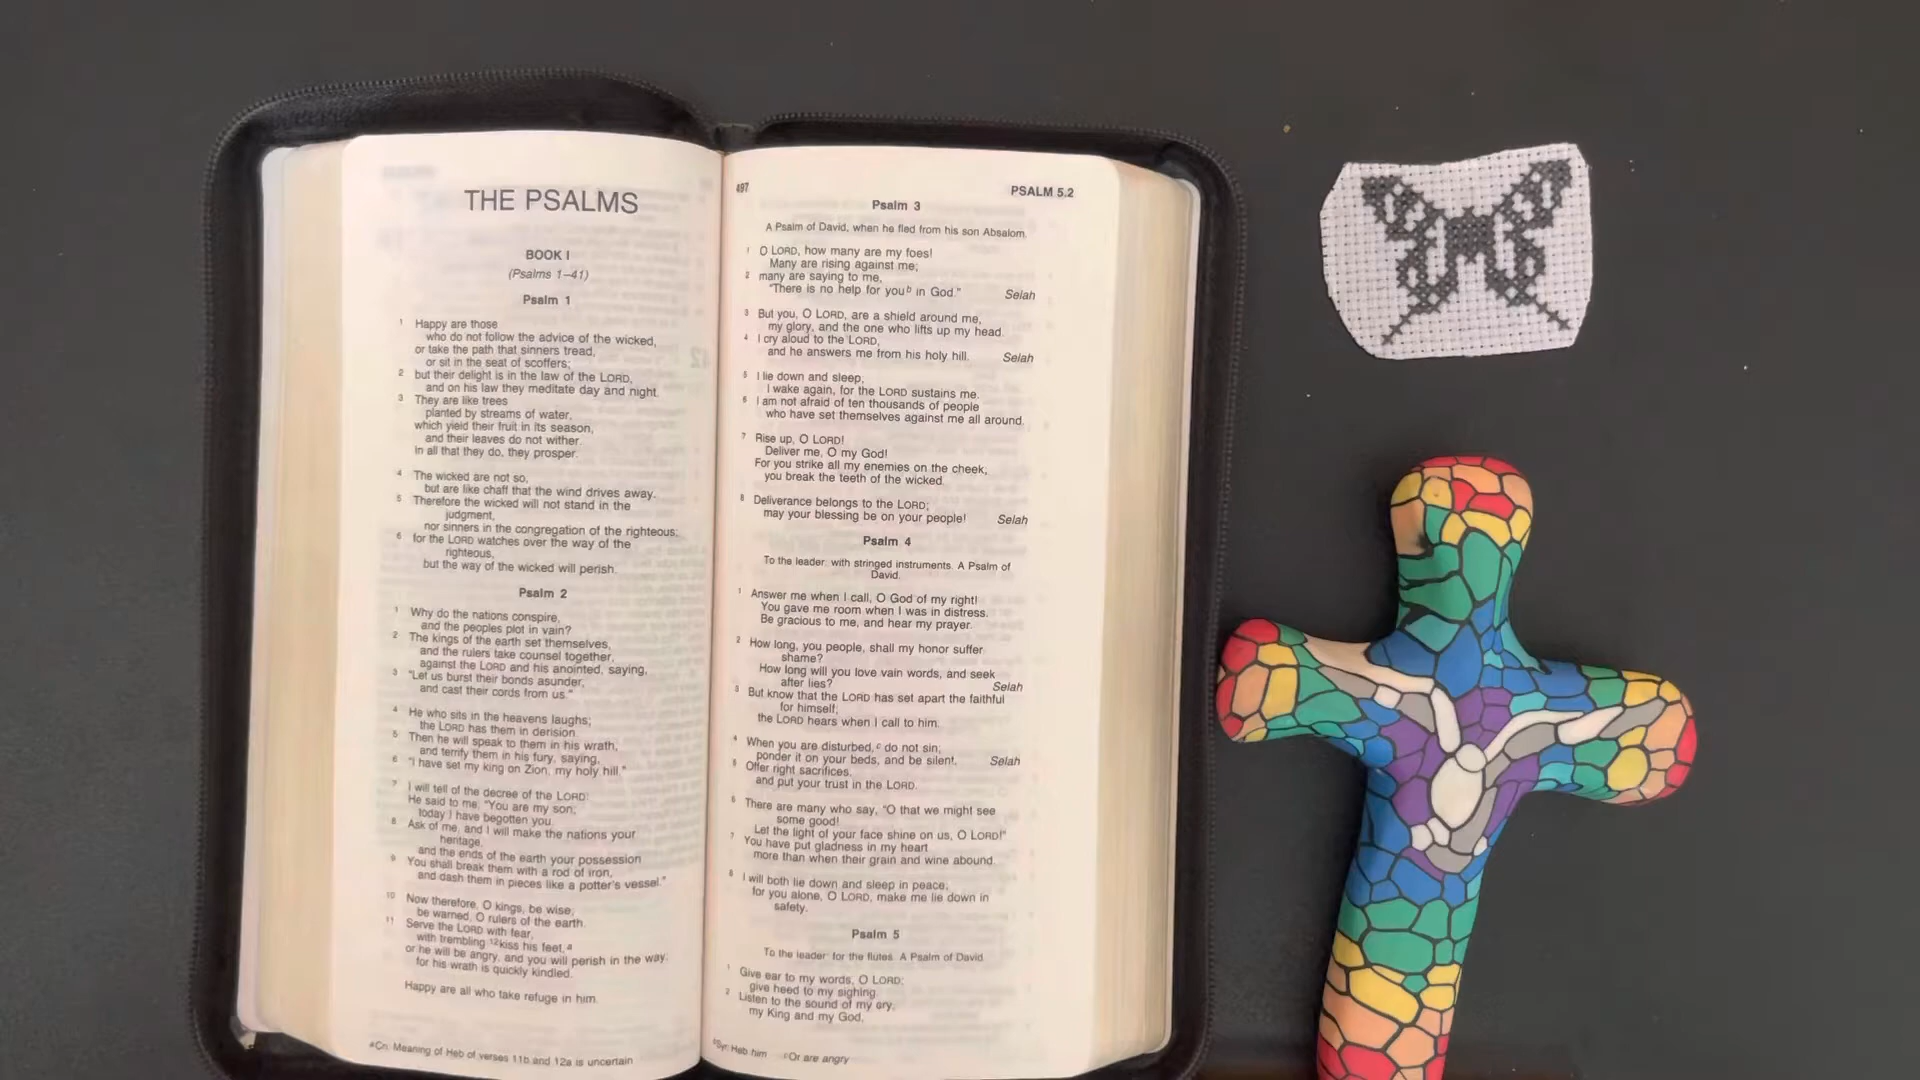 THE PSALMS
BOOK I
(Psalms 1–41)
Psalm 1
1 Happy are those
who do not follow the advice of the wicked,
or take the path that sinners tread,
or sit in the seat of scoffers;
2 but their delight is in the law of the LORD,
and on his law they meditate day and night.
3 They are like trees
planted by streams of water,
which yield their fruit in its season,
and their leaves do not wither.
In all that they do, they prosper.
4 The wicked are not so,
but are like chaff that the wind drives away.
5 Therefore the wicked will not stand in the
judgment,
nor sinners in the congregation of the righteous;
6 for the LORD watches over the way of the
righteous,
but the way of the wicked will perish.
Psalm 2
1 Why do the nations conspire,
and the peoples plot in vain?
2 The kings of the earth set themselves,
and the rulers take counsel together,
against the LORD and his anointed, saying,
3 "Let us burst their bonds asunder,
and cast their cords from us."
4 He who sits in the heavens laughs;
the LORD has them in derision.
5 Then he will speak to them in his wrath,
and terrify them in his fury, saying,
6 "I have set my king on Zion, my holy hill."
7 I will tell of the decree of the LORD:
He said to me, "You are my son;
today I have begotten you.
8 Ask of me, and I will make the nations your
heritage,
and the ends of the earth your possession.
9 You shall break them with a rod of iron,
and dash them in pieces like a potter's vessel."
10 Now therefore, O kings, be wise;
be warned, O rulers of the earth.
11 Serve the LORD with fear,
with trembling 12 kiss his feet, a
or he will be angry, and you will perish in the way;
for his wrath is quickly kindled.
Happy are all who take refuge in him.
a Cn: Meaning of Heb of verses 11b and 12a is uncertain
497 PSALM 5.2
Psalm 3
A Psalm of David, when he fled from his son Absalom.
1 O LORD, how many are my foes!
Many are rising against me;
2 many are saying to me,
"There is no help for you b in God." Selah
3 But you, O LORD, are a shield around me,
my glory, and the one who lifts up my head.
4 I cry aloud to the LORD,
and he answers me from his holy hill. Selah
5 I lie down and sleep;
I wake again, for the LORD sustains me.
6 I am not afraid of ten thousands of people
who have set themselves against me all around.
7 Rise up, O LORD!
Deliver me, O my God!
For you strike all my enemies on the cheek;
you break the teeth of the wicked.
8 Deliverance belongs to the LORD;
may your blessing be on your people! Selah
Psalm 4
To the leader: with stringed instruments. A Psalm of
David.
1 Answer me when I call, O God of my right!
You gave me room when I was in distress.
Be gracious to me, and hear my prayer.
2 How long, you people, shall my honor suffer
shame?
How long will you love vain words, and seek
after lies? Selah
3 But know that the LORD has set apart the faithful
for himself;
the LORD hears when I call to him.
4 When you are disturbed, c do not sin;
ponder it on your beds, and be silent. Selah
5 Offer right sacrifices,
and put your trust in the LORD.
6 There are many who say, "O that we might see
some good!
Let the light of your face shine on us, O LORD!"
7 You have put gladness in my heart
more than when their grain and wine abound.
8 I will both lie down and sleep in peace;
for you alone, O LORD, make me lie down in
safety.
Psalm 5
To the leader: for the flutes. A Psalm of David.
1 Give ear to my words, O LORD;
give heed to my sighing.
2 Listen to the sound of my cry,
my King and my God,
b Syr: Heb him c Or are angry